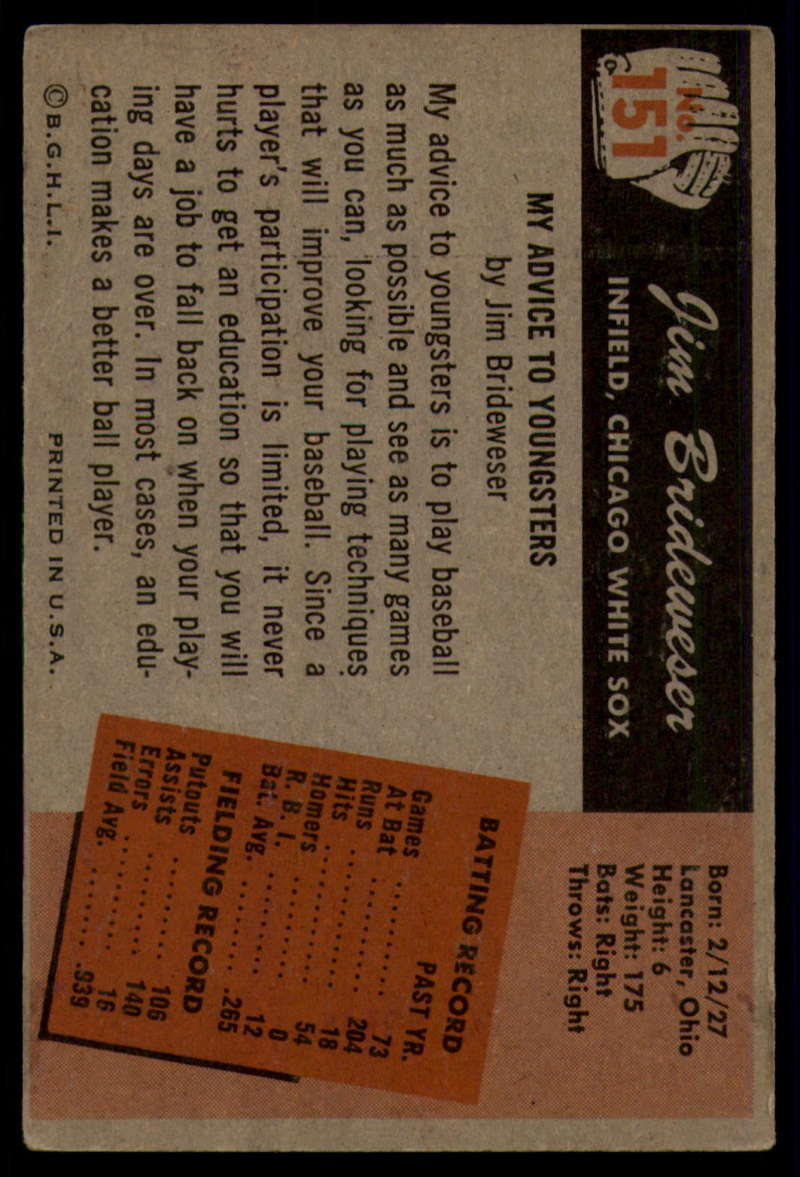 No.
151
Jim Brideweser
INFIELD, CHICAGO WHITE SOX
Born: 2/12/27
Lancaster, Ohio
Height: 6
Weight: 175
Bats: Right
Throws: Right
MY ADVICE TO YOUNGSTERS
by Jim Brideweser
My advice to youngsters is to play baseball
as much as possible and see as many games
as you can, looking for playing techniques
that will improve your baseball. Since a
player's participation is limited, it never
hurts to get an education so that you will
have a job to fall back on when your play-
ing days are over. In most cases, an edu-
cation makes a better ball player.
BATTING RECORD
PAST YR.
Games . . . . . . . . . 73
At Bat . . . . . . . . . 204
Runs . . . . . . . . . . 18
Hits . . . . . . . . . . 54
Homers . . . . . . . . . 0
R. B. I. . . . . . . . . 12
Bat. Avg. . . . . . . . .265
FIELDING RECORD
Putouts . . . . . . . . . 106
Assists . . . . . . . . . 140
Errors . . . . . . . . . 16
Field Avg. . . . . . . . .939
© B.G.H.L.I.
PRINTED IN U.S.A.